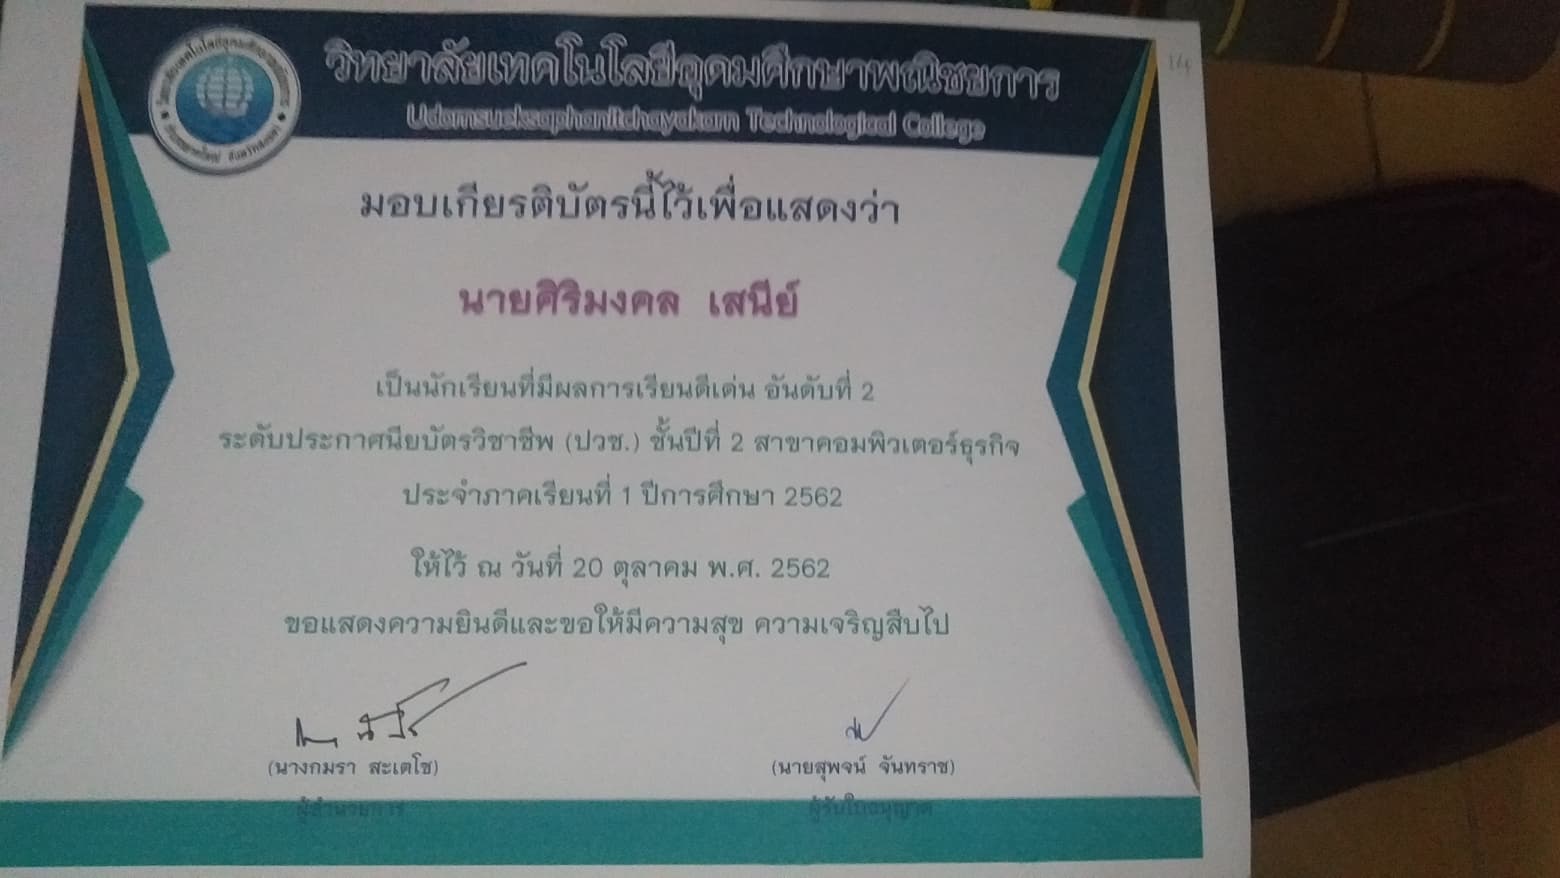 วิทยาลัยเทคโนโลยีอุดมศึกษาพณิชยการ
Udomsueksaphanitchayakarn Technological College
มอบเกียรติบัตรนี้ไว้เพื่อแสดงว่า
นายศิริมงคล เสนีย์
เป็นนักเรียนที่มีผลการเรียนดีเด่น อันดับที่ 2
ระดับประกาศนียบัตรวิชาชีพ (ปวช.) ชั้นปีที่ 2 สาขาคอมพิวเตอร์ธุรกิจ
ประจำภาคเรียนที่ 1 ปีการศึกษา 2562
ให้ไว้ ณ วันที่ 20 ตุลาคม พ.ศ. 2562
ขอแสดงความยินดีและขอให้มีความสุข ความเจริญสืบไป
(นางกมรา สะเตโช) (นายสุพจน์ จันทราช)
ผู้อำนวยการ ผู้รับใบอนุญาต